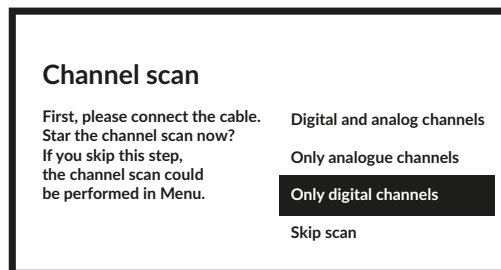 Channel scan
First, please connect the cable.
Star the channel scan now?
If you skip this step,
the channel scan could
be performed in Menu.
Digital and analog channels
Only analogue channels
Only digital channels
Skip scan